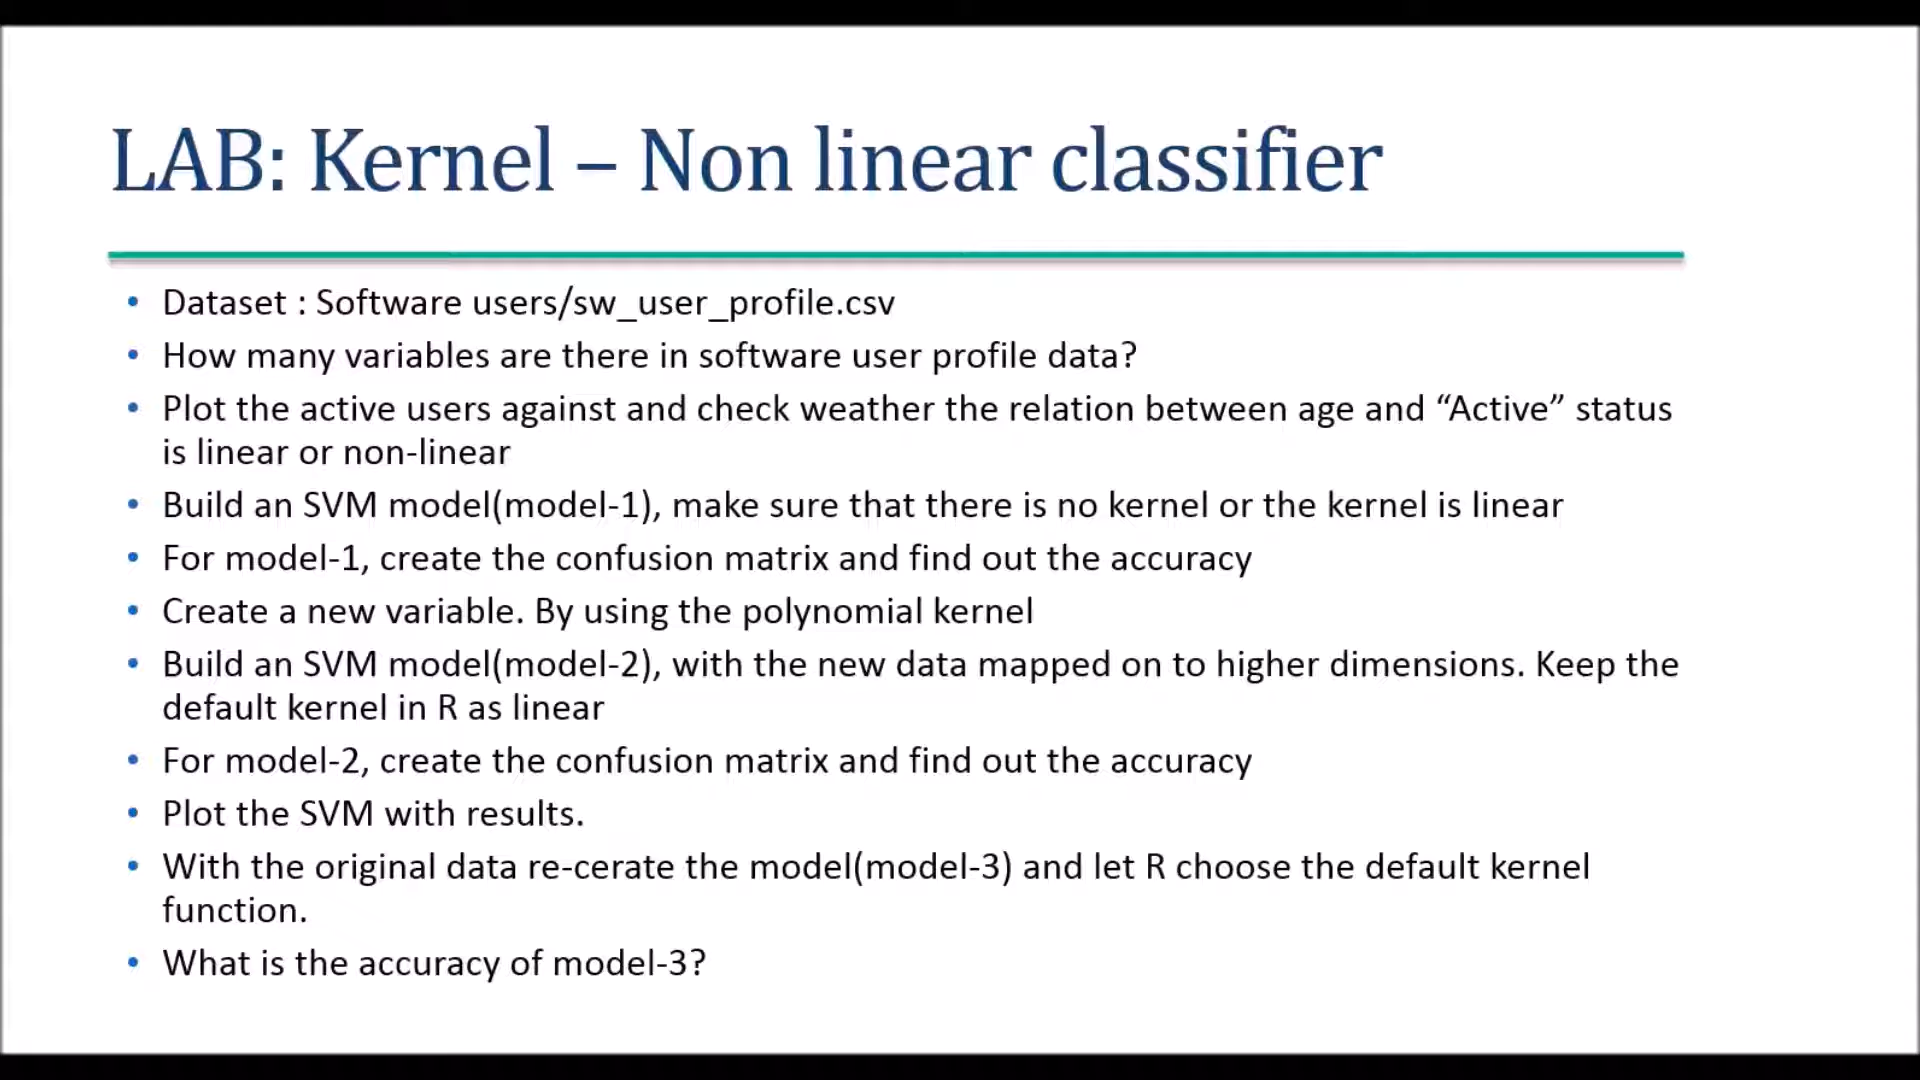 LAB: Kernel – Non linear classifier
• Dataset : Software users/sw_user_profile.csv
• How many variables are there in software user profile data?
• Plot the active users against and check weather the relation between age and “Active” status
is linear or non-linear
• Build an SVM model(model-1), make sure that there is no kernel or the kernel is linear
• For model-1, create the confusion matrix and find out the accuracy
• Create a new variable. By using the polynomial kernel
• Build an SVM model(model-2), with the new data mapped on to higher dimensions. Keep the
default kernel in R as linear
• For model-2, create the confusion matrix and find out the accuracy
• Plot the SVM with results.
• With the original data re-cerate the model(model-3) and let R choose the default kernel
function.
• What is the accuracy of model-3?